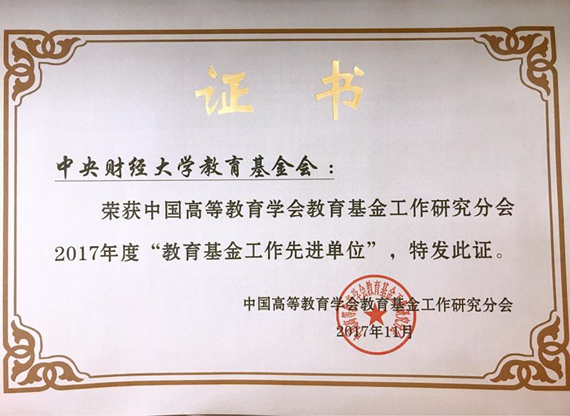 证书
中央财经大学教育基金会：
荣获中国高等教育学会教育基金工作研究分会
2017年度“教育基金工作先进单位”，特发此证。
中国高等教育学会教育基金工作研究分会
2017年11月